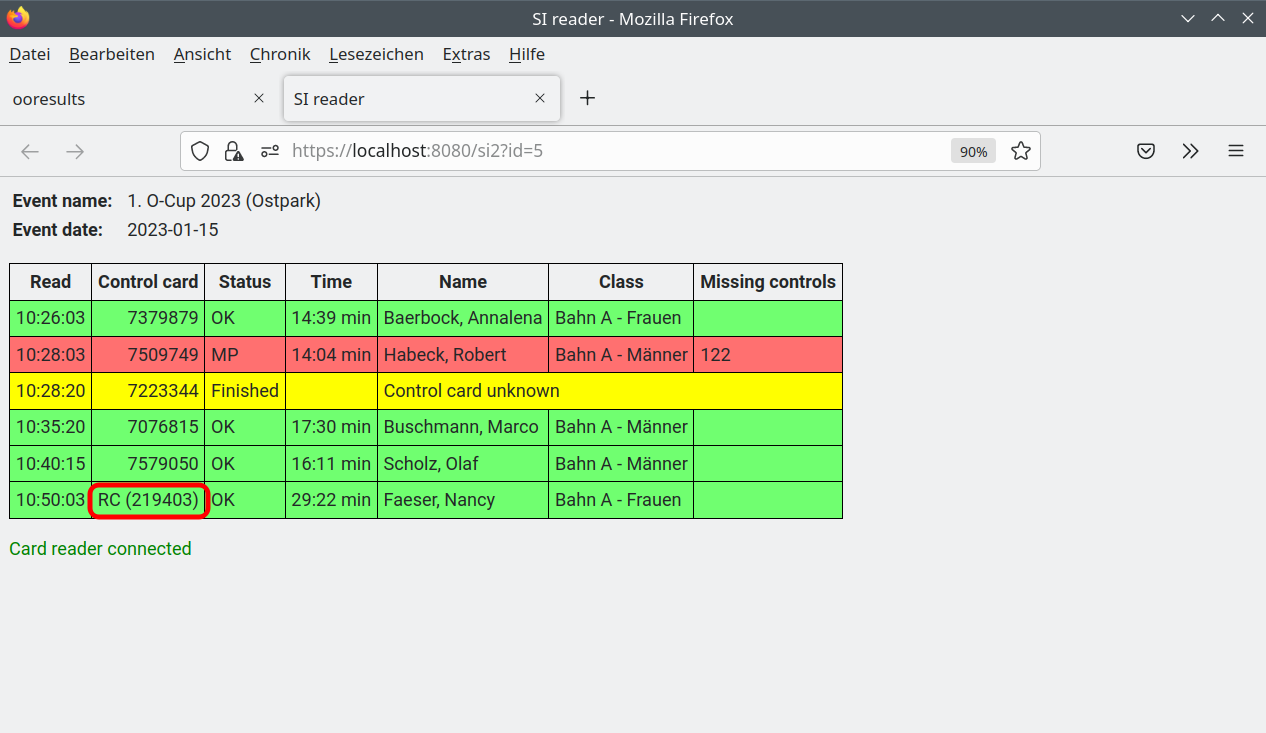 SI reader - Mozilla Firefox
Datei Bearbeiten Ansicht Chronik Lesezeichen Extras Hilfe
ooresults SI reader
https://localhost:8080/si2?id=5 90%
Event name: 1. O-Cup 2023 (Ostpark)
Event date: 2023-01-15
Read Control card Status Time Name Class Missing controls
10:26:03 7379879 OK 14:39 min Baerbock, Annalena Bahn A - Frauen
10:28:03 7509749 MP 14:04 min Habeck, Robert Bahn A - Männer 122
10:28:20 7223344 Finished Control card unknown
10:35:20 7076815 OK 17:30 min Buschmann, Marco Bahn A - Männer
10:40:15 7579050 OK 16:11 min Scholz, Olaf Bahn A - Männer
10:50:03 RC (219403) OK 29:22 min Faeser, Nancy Bahn A - Frauen
Card reader connected